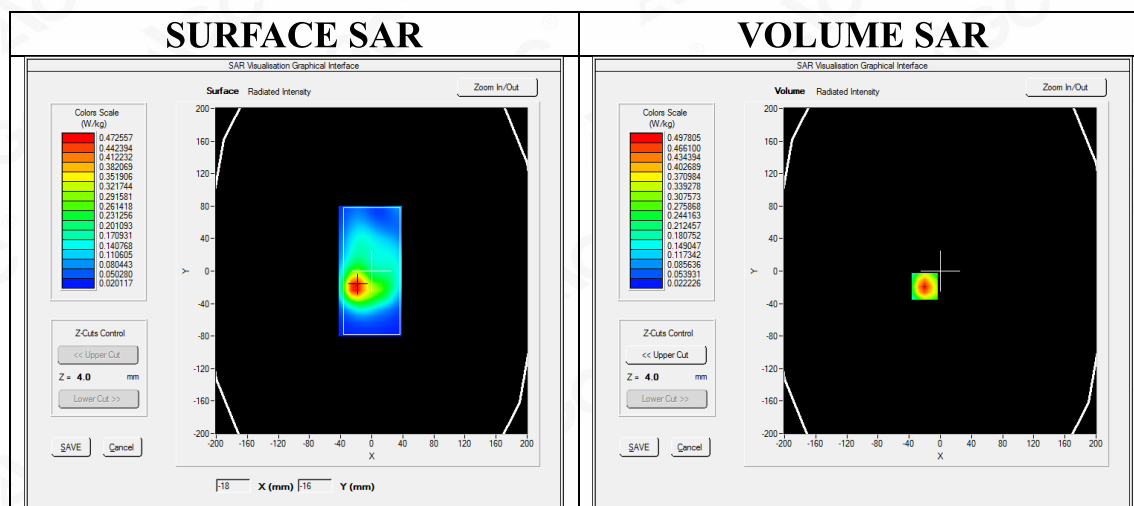 SURFACE SAR
VOLUME SAR
SAR Visualisation Graphical Interface
Surface Radiated Intensity
Zoom In/Out
Colors Scale
(W/kg)
0.472557
0.442394
0.412232
0.382069
0.351906
0.321744
0.291581
0.261418
0.231256
0.201093
0.170931
0.140768
0.110605
0.080443
0.050280
0.020117
200
160
120
80
40
0
-40
-80
-120
-160
-200
Y
-200 -160 -120 -80 -40 0 40 80 120 160 200
X
Z-Cuts Control
<< Upper Cut
Z = 4.0 mm
Lower Cut >>
SAVE Cancel
-18 X (mm) -16 Y (mm)
SAR Visualisation Graphical Interface
Volume Radiated Intensity
Zoom In/Out
Colors Scale
(W/kg)
0.497805
0.466100
0.434394
0.402689
0.370984
0.339278
0.307573
0.275868
0.244163
0.212457
0.180752
0.149047
0.117342
0.085636
0.053931
0.022226
200
160
120
80
40
0
-40
-80
-120
-160
-200
Y
-200 -160 -120 -80 -40 0 40 80 120 160 200
X
Z-Cuts Control
<< Upper Cut
Z = 4.0 mm
Lower Cut >>
SAVE Cancel